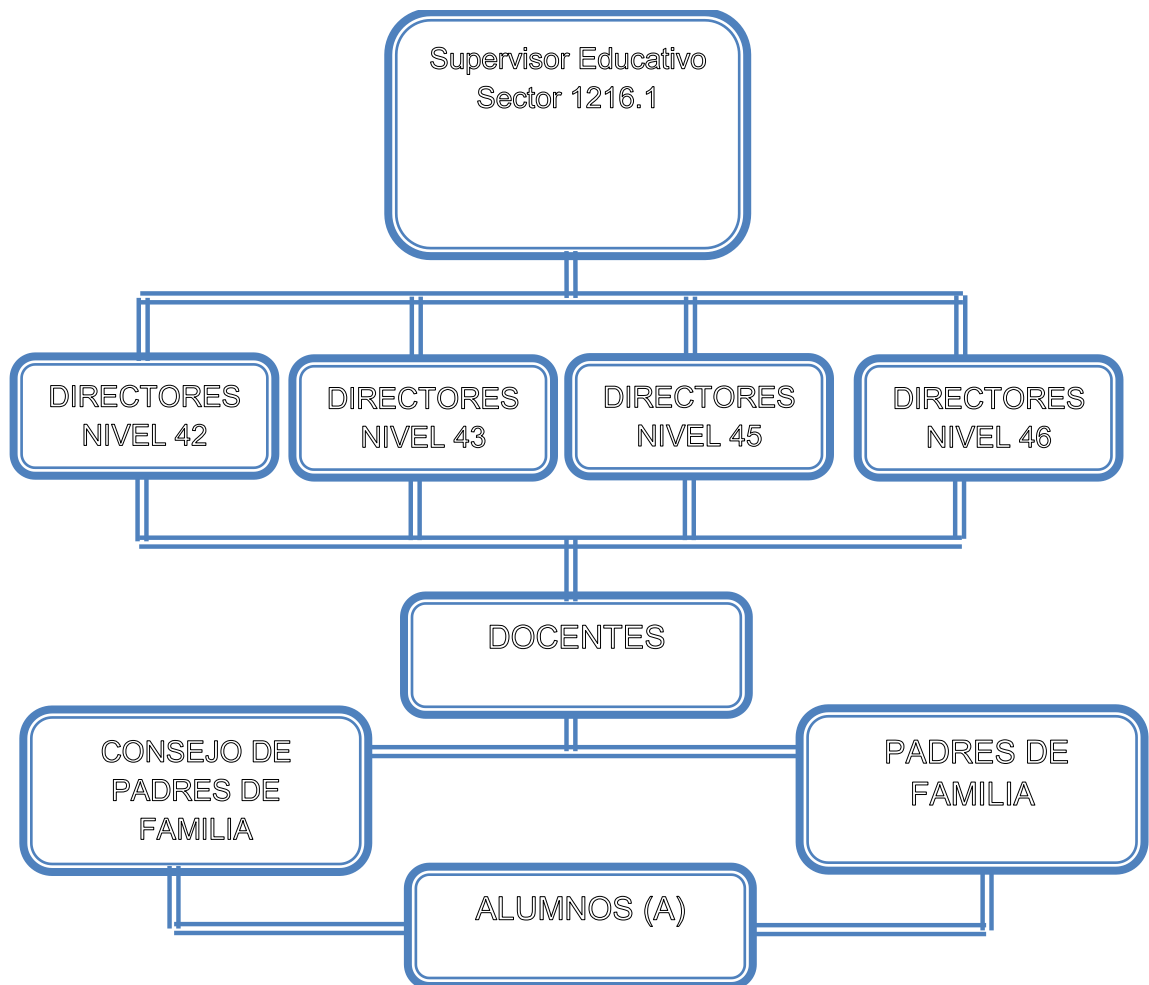 Supervisor Educativo
Sector 1216.1
DIRECTORES
NIVEL 42
DIRECTORES
NIVEL 43
DIRECTORES
NIVEL 45
DIRECTORES
NIVEL 46
DOCENTES
CONSEJO DE
PADRES DE
FAMILIA
PADRES DE
FAMILIA
ALUMNOS (A)